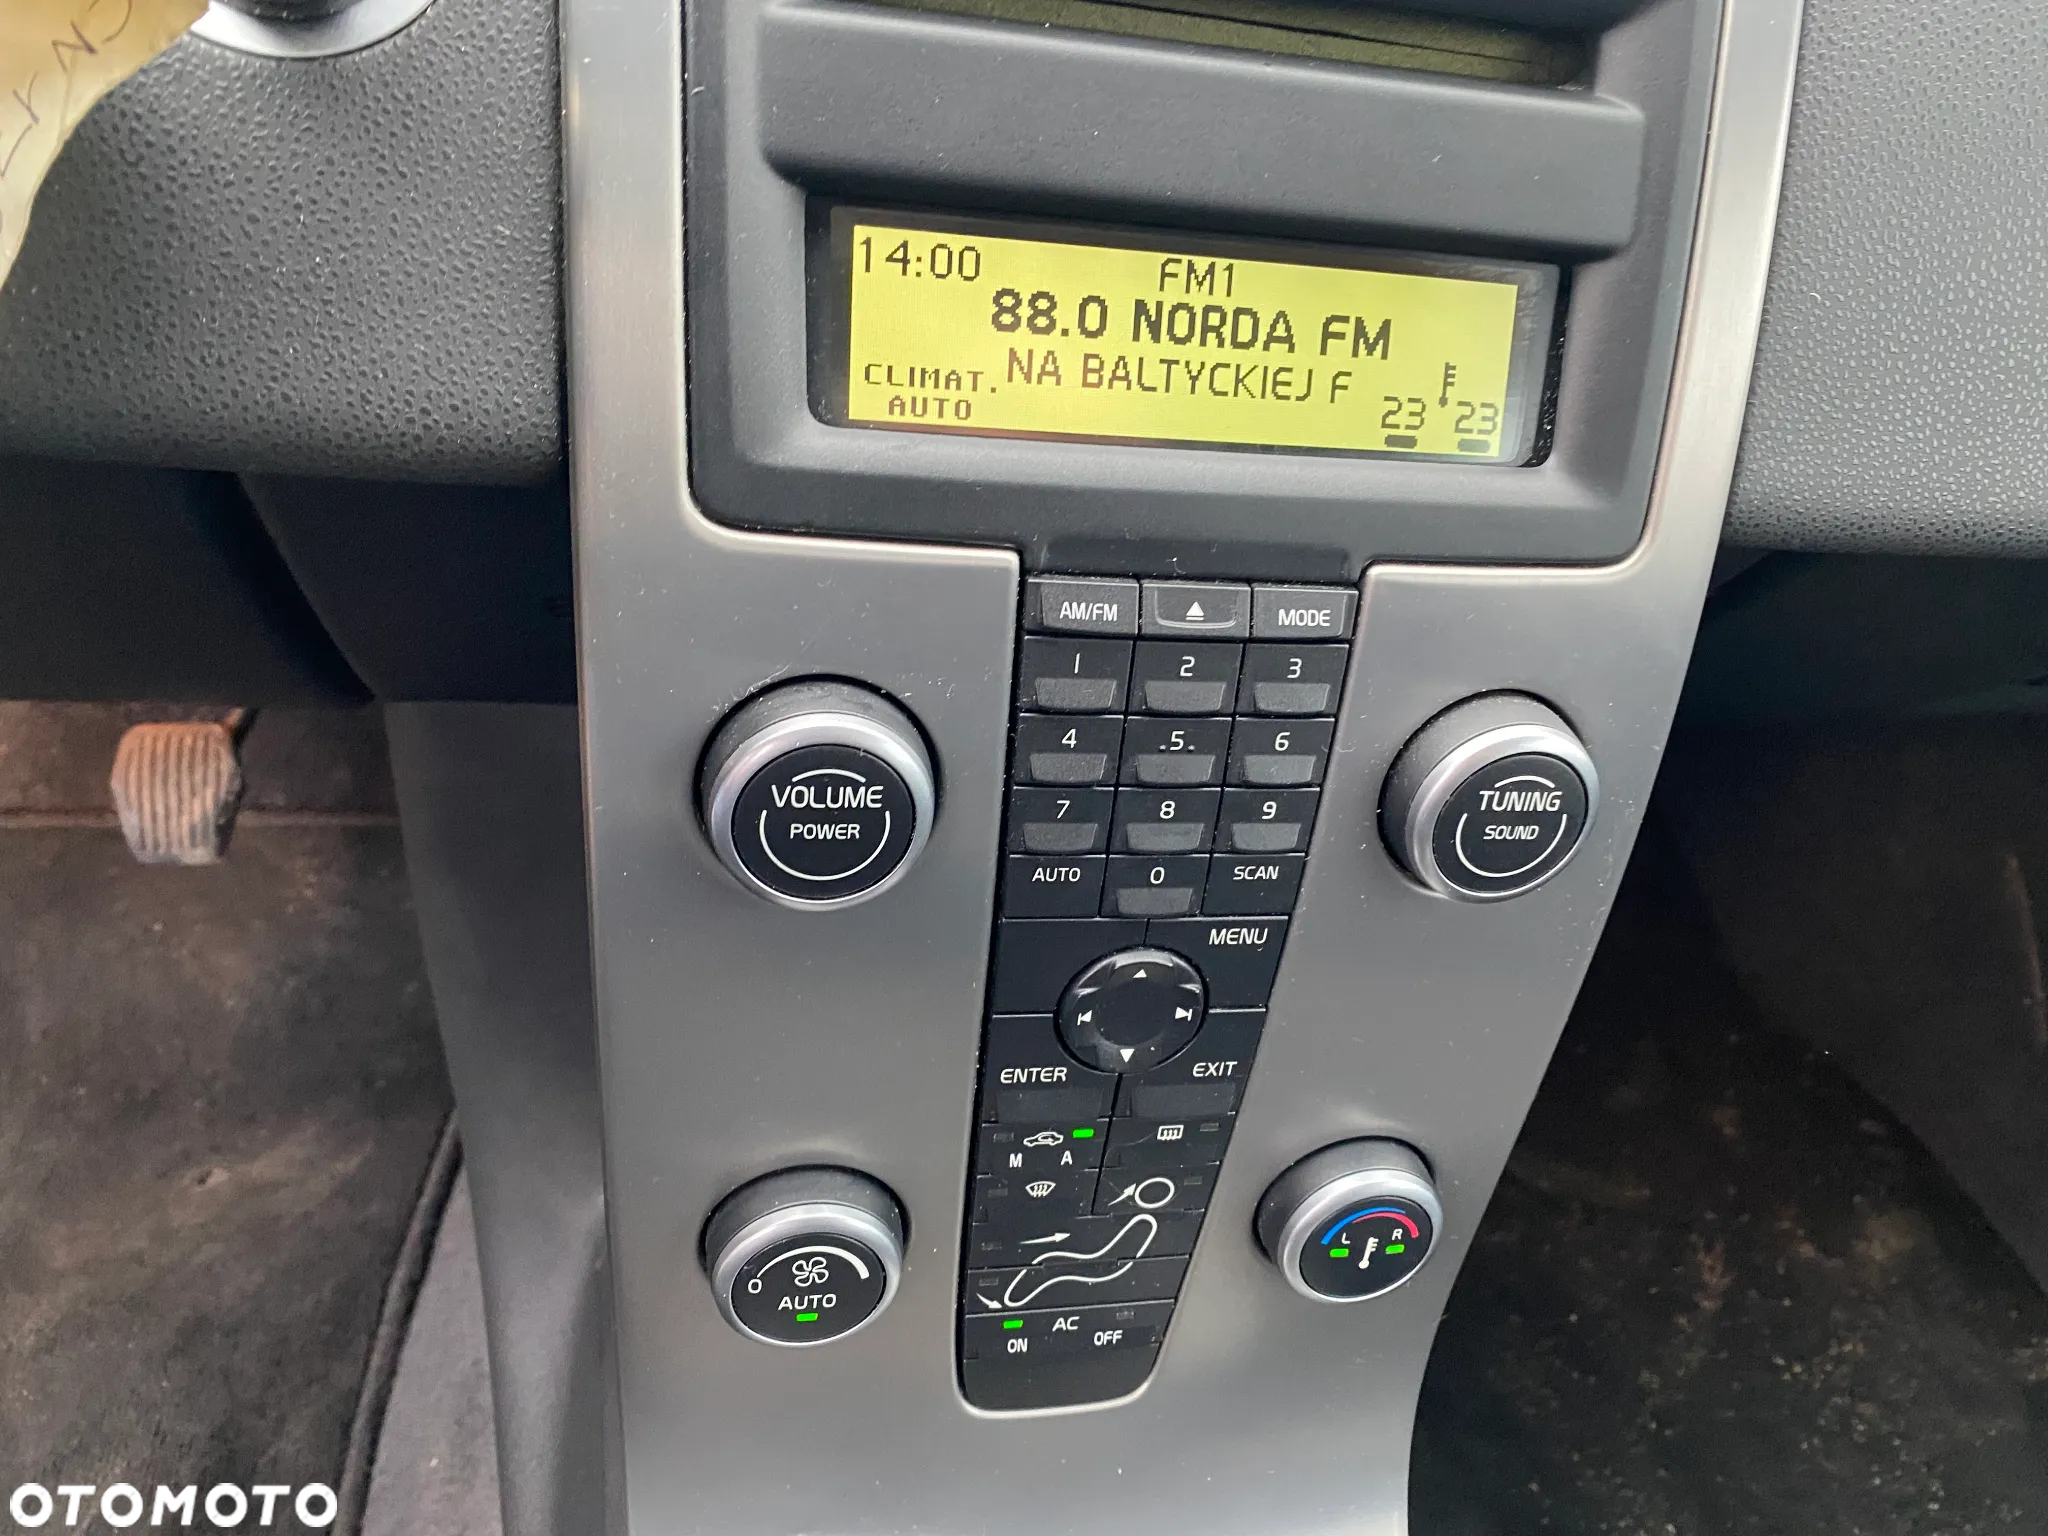 14:00
FM1
88.0 NORDA FM
NA BALTYCKIEJ F
CLIMAT.
AUTO
23 23
AM/FM MODE
1 2 3
4 .5. 6
7 8 9
AUTO 0 SCAN
VOLUME
POWER
TUNING
SOUND
MENU
ENTER EXIT
M A
L R
0
AUTO
AC
ON OFF
OTOMOTO